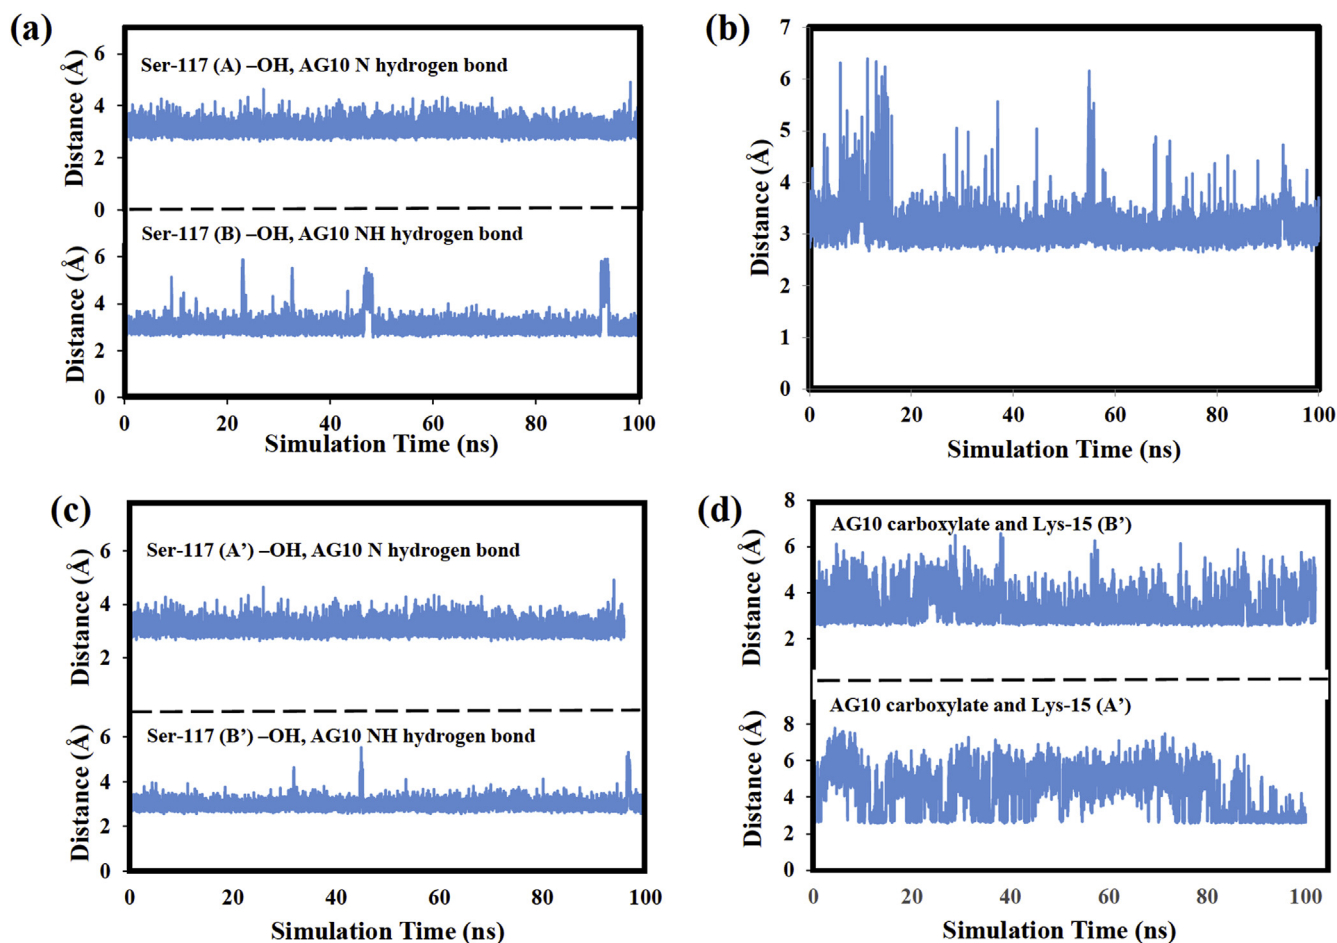 (a)
Distance (Å)
6
4
2
0
Ser-117 (A) –OH, AG10 N hydrogen bond
Distance (Å)
6
4
2
0
Ser-117 (B) –OH, AG10 NH hydrogen bond
0 20 40 60 80 100
Simulation Time (ns)
(b)
Distance (Å)
7
6
5
4
3
2
1
0
0 20 40 60 80 100
Simulation Time (ns)
(c)
Distance (Å)
6
4
2
Ser-117 (A’) –OH, AG10 N hydrogen bond
Distance (Å)
6
4
2
0
Ser-117 (B’) –OH, AG10 NH hydrogen bond
0 20 40 60 80 100
Simulation Time (ns)
(d)
Distance (Å)
8
6
4
2
AG10 carboxylate and Lys-15 (B’)
Distance (Å)
8
6
4
2
0
AG10 carboxylate and Lys-15 (A’)
0 20 40 60 80 100
Simulation Time (ns)